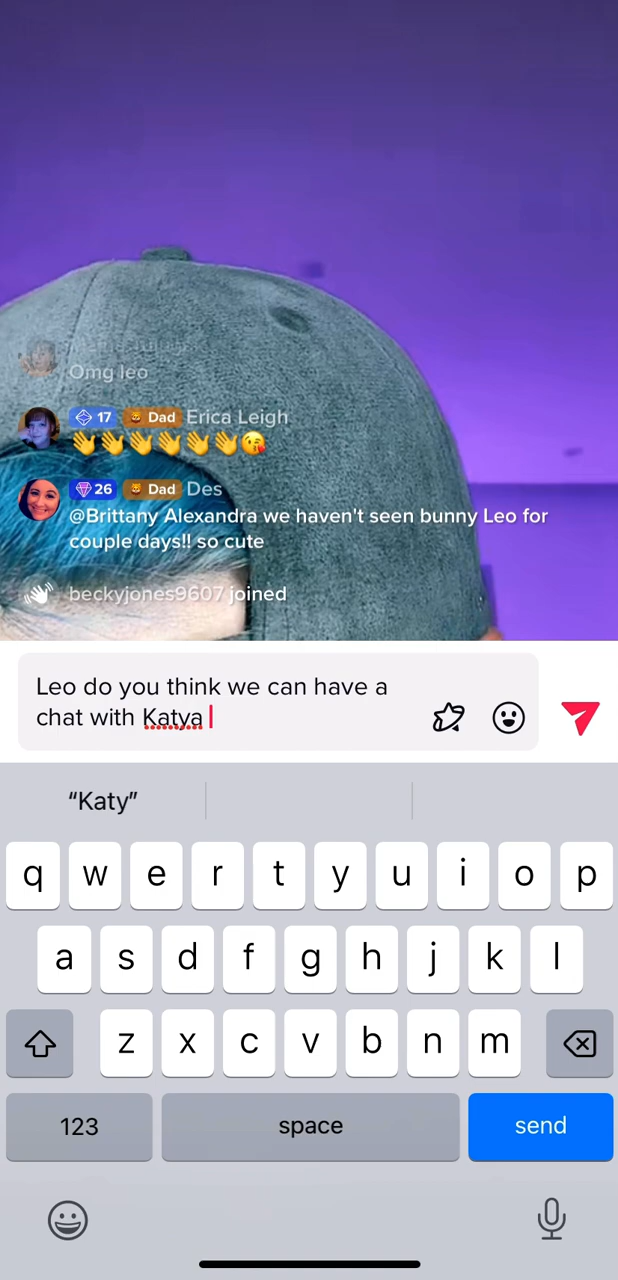 Omg leo
17 Dad Erica Leigh
👋👋👋👋👋👋😘
26 Dad Des
@Brittany Alexandra we haven't seen bunny Leo for
couple days!! so cute
beckyjones9607 joined
Leo do you think we can have a
chat with Katya
“Katy”
q w e r t y u i o p
a s d f g h j k l
z x c v b n m
123 space send